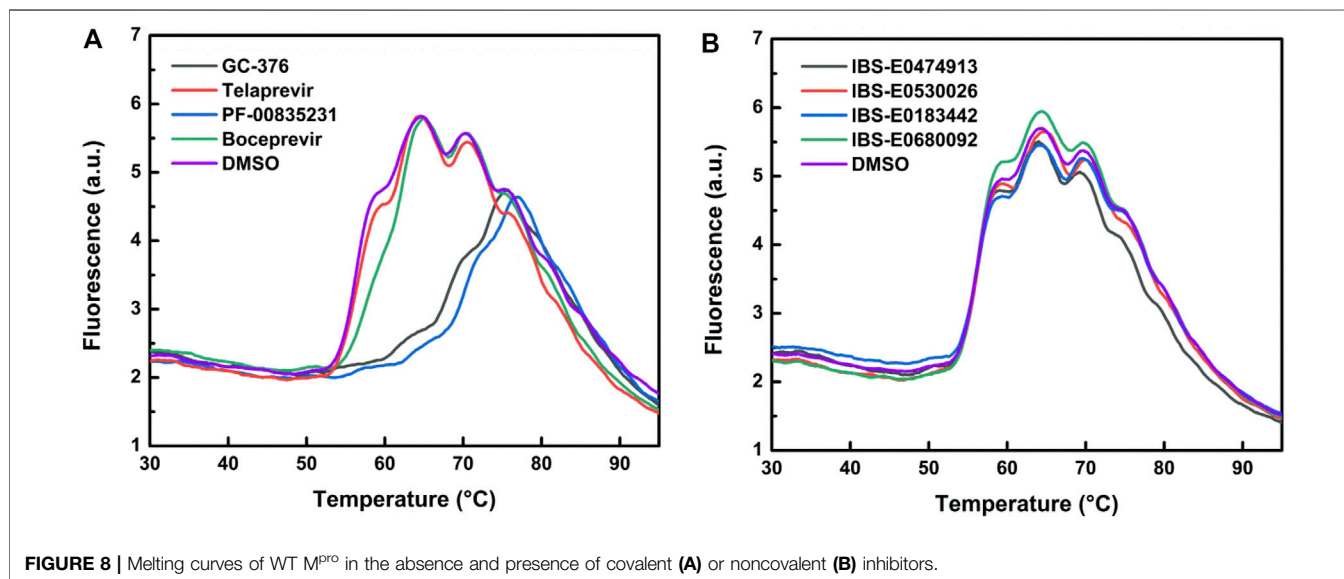 A
GC-376
Telaprevir
PF-00835231
Boceprevir
DMSO
Fluorescence (a.u.)
7
6
5
4
3
2
1
30 40 50 60 70 80 90
Temperature (°C)
B
IBS-E0474913
IBS-E0530026
IBS-E0183442
IBS-E0680092
DMSO
Fluorescence (a.u.)
7
6
5
4
3
2
1
30 40 50 60 70 80 90
Temperature (°C)
FIGURE 8 | Melting curves of WT Mpro in the absence and presence of covalent (A) or noncovalent (B) inhibitors.